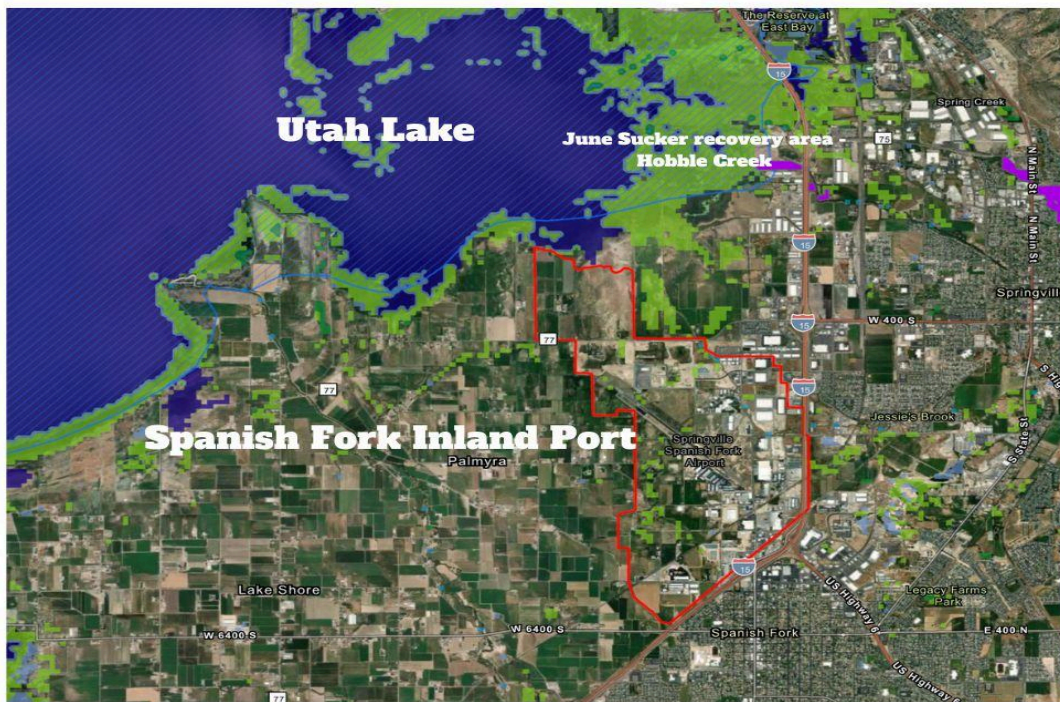 The Reserve at
East Bay
15
Spring Creek
Utah Lake
June Sucker recovery area
Hobble Creek
75
N Main St
N Main St
15
Springville
15
W 400 S
77
15
77
S Hig
Jessie's Brook
Spanish Fork Inland Port
Springville
Spanish Fork
Airport
S State St
Palmyra
15
Lake Shore
US Highway 6
Legacy Farms
Park
W 6400 S
W 6400 S
Spanish Fork
E 400 N
US Highway 6
77